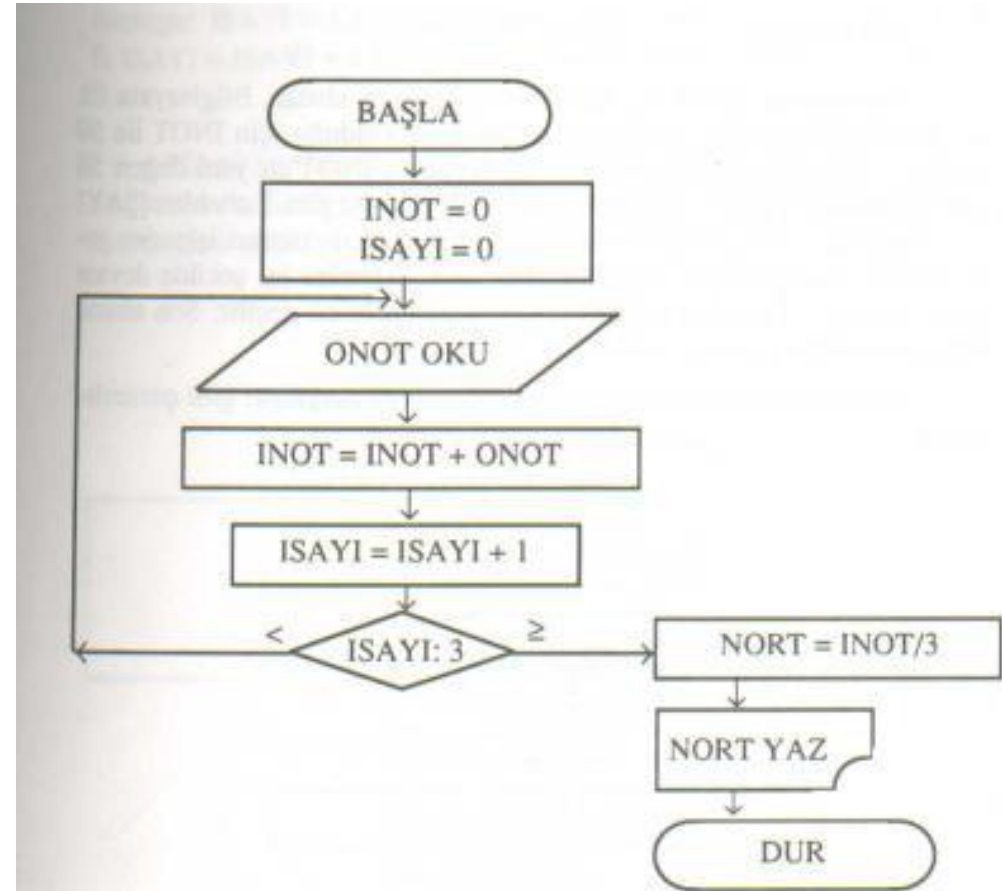 BAŞLA
INOT = 0
ISAYI = 0
ONOT OKU
INOT = INOT + ONOT
ISAYI = ISAYI + 1
<
ISAYI: 3
≥
NORT = INOT/3
NORT YAZ
DUR